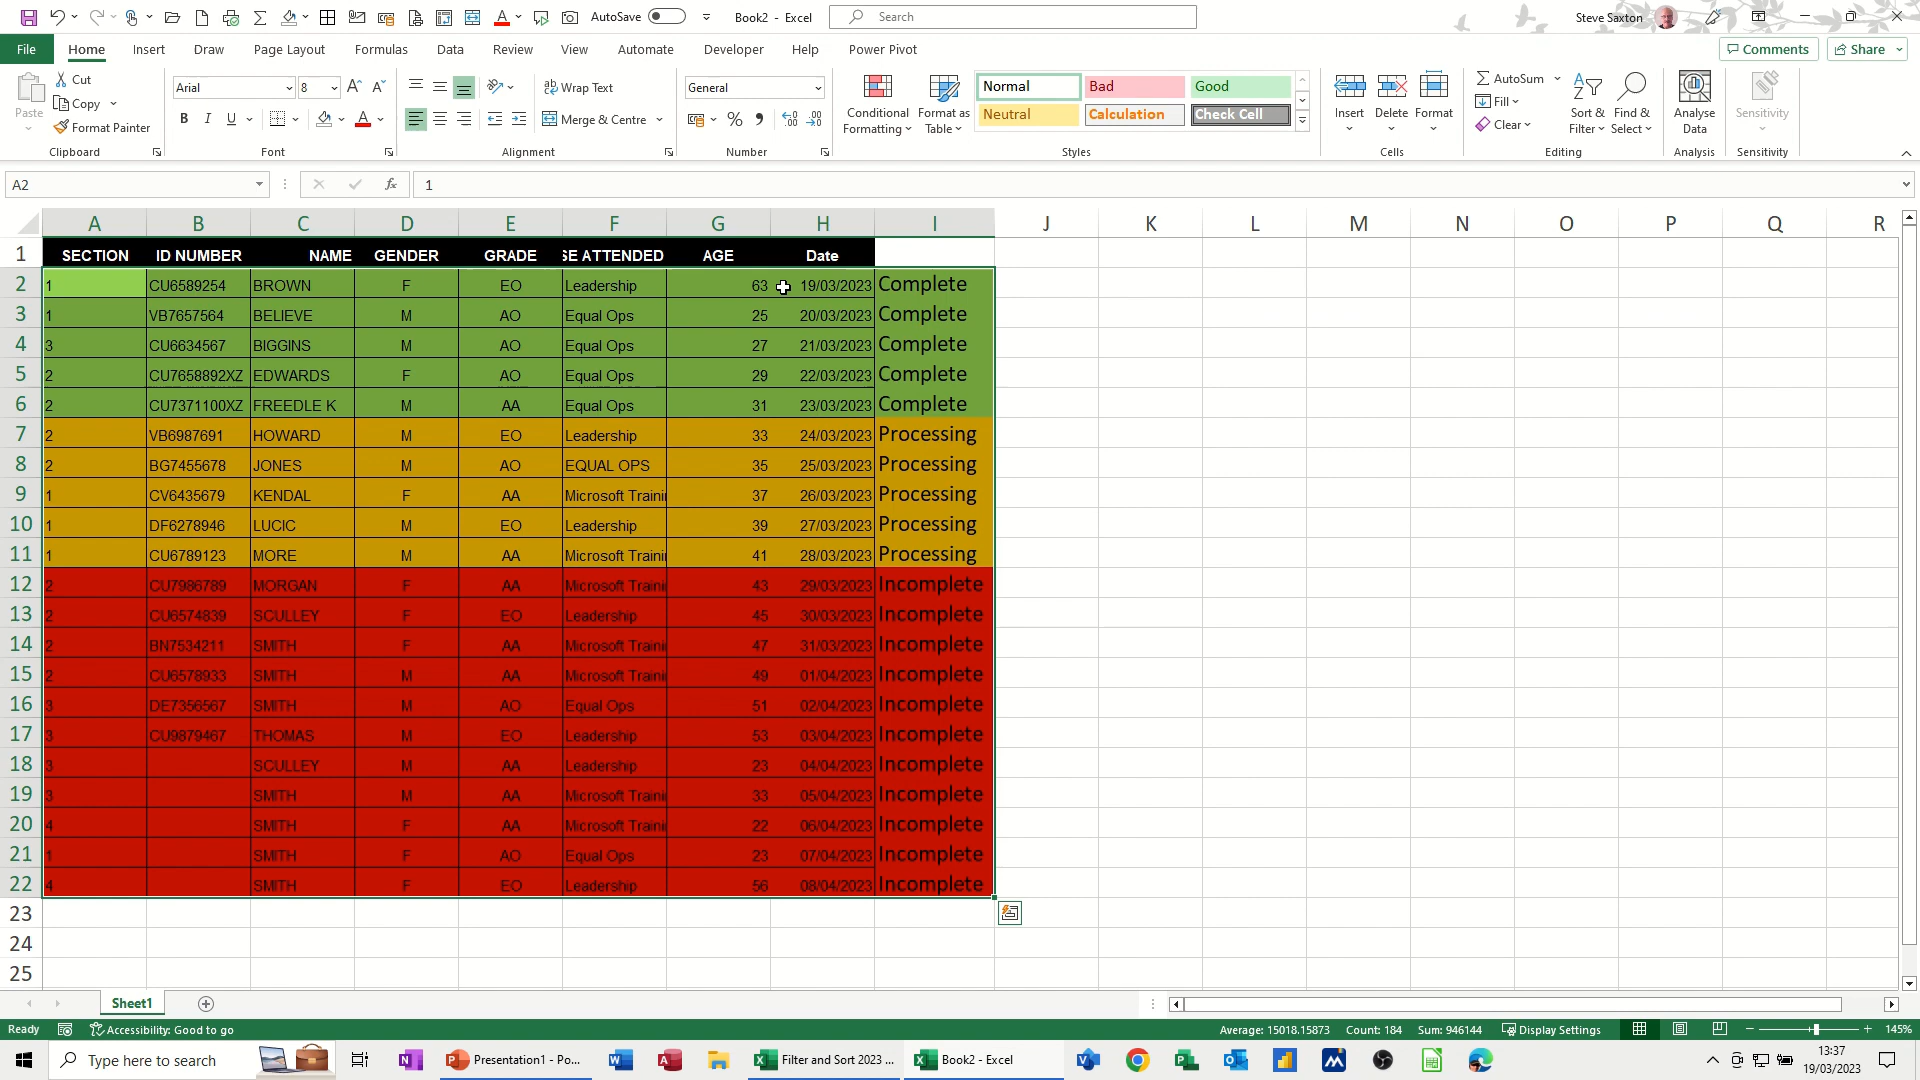 AutoSave
Book2 - Excel
Search
Steve Saxton
File
Home
Insert
Draw
Page Layout
Formulas
Data
Review
View
Automate
Developer
Help
Power Pivot
Comments
Share
Paste
Cut
Copy
Format Painter
Clipboard
Arial
8
B I U
Font
Wrap Text
Merge & Centre
Alignment
General
Number
Conditional Formatting
Format as Table
Normal
Bad
Good
Neutral
Calculation
Check Cell
Styles
Insert
Delete
Format
Cells
AutoSum
Fill
Clear
Sort & Filter
Find & Select
Editing
Analyse Data
Analysis
Sensitivity
Sensitivity
A2
fx
1
A B C D E F G H I J K L M N O P Q R
1 SECTION ID NUMBER NAME GENDER GRADE SE ATTENDED AGE Date
2 1 CU6589254 BROWN F EO Leadership 63 19/03/2023 Complete
3 1 VB7657564 BELIEVE M AO Equal Ops 25 20/03/2023 Complete
4 3 CU6634567 BIGGINS M AO Equal Ops 27 21/03/2023 Complete
5 2 CU7658892XZ EDWARDS F AO Equal Ops 29 22/03/2023 Complete
6 2 CU7371100XZ FREEDLE K M AA Equal Ops 31 23/03/2023 Complete
7 2 VB6987691 HOWARD M EO Leadership 33 24/03/2023 Processing
8 2 BG7455678 JONES M AO EQUAL OPS 35 25/03/2023 Processing
9 1 CV6435679 KENDAL F AA Microsoft Traini 37 26/03/2023 Processing
10 1 DF6278946 LUCIC M EO Leadership 39 27/03/2023 Processing
11 1 CU6789123 MORE M AA Microsoft Traini 41 28/03/2023 Processing
12 2 CU7986789 MORGAN F AA Microsoft Traini 43 29/03/2023 Incomplete
13 2 CU6574839 SCULLEY F EO Leadership 45 30/03/2023 Incomplete
14 2 BN7534211 SMITH F AA Microsoft Traini 47 31/03/2023 Incomplete
15 2 CU6578933 SMITH M AA Microsoft Traini 49 01/04/2023 Incomplete
16 3 DE7356567 SMITH M AO Equal Ops 51 02/04/2023 Incomplete
17 3 CU9879467 THOMAS M EO Leadership 53 03/04/2023 Incomplete
18 3 SCULLEY M AA Leadership 23 04/04/2023 Incomplete
19 3 SMITH M AA Microsoft Traini 33 05/04/2023 Incomplete
20 4 SMITH F AA Microsoft Traini 22 06/04/2023 Incomplete
21 1 SMITH F AO Equal Ops 23 07/04/2023 Incomplete
22 4 SMITH F EO Leadership 56 08/04/2023 Incomplete
23
24
25
Sheet1
Ready
Accessibility: Good to go
Average: 15018.15873
Count: 184
Sum: 946144
Display Settings
145%
Type here to search
Presentation1 - Po...
Filter and Sort 2023 ...
Book2 - Excel
13:37
19/03/2023